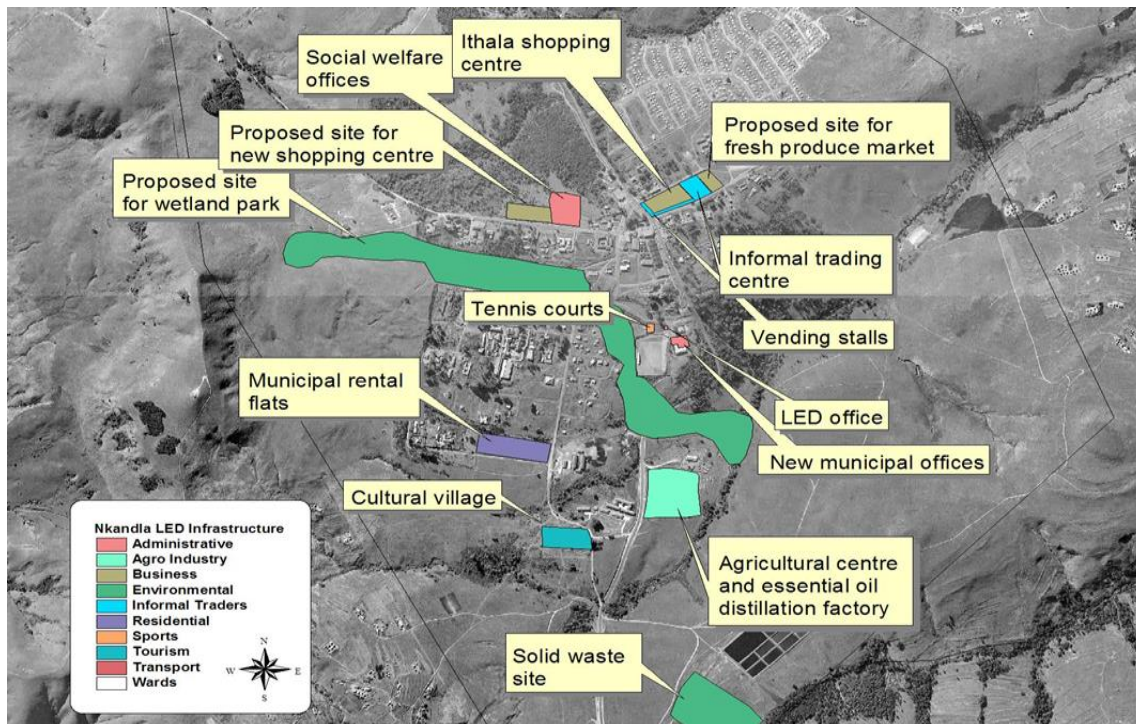 Social welfare
offices
Ithala shopping
centre
Proposed site for
new shopping centre
Proposed site for
fresh produce market
Proposed site
for wetland park
Informal trading
centre
Tennis courts
Vending stalls
Municipal rental
flats
LED office
New municipal offices
Cultural village
Agricultural centre
and essential oil
distillation factory
Solid waste
site
Nkandla LED Infrastructure
Administrative
Agro Industry
Business
Environmental
Informal Traders
Residential
Sports
Tourism
Transport
Wards
N
W
E
S